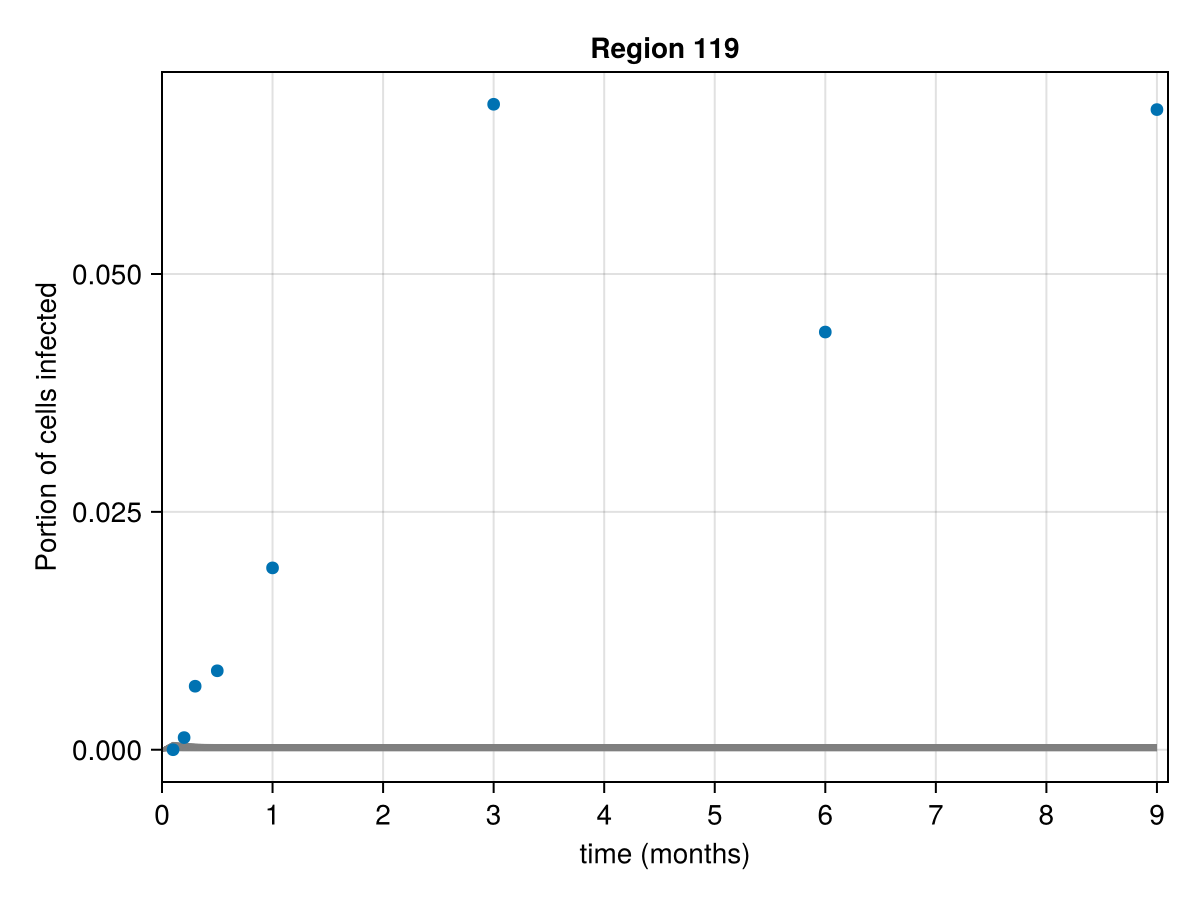 Region 119
Portion of cells infected
0.050
0.025
0.000
0 1 2 3 4 5 6 7 8 9
time (months)